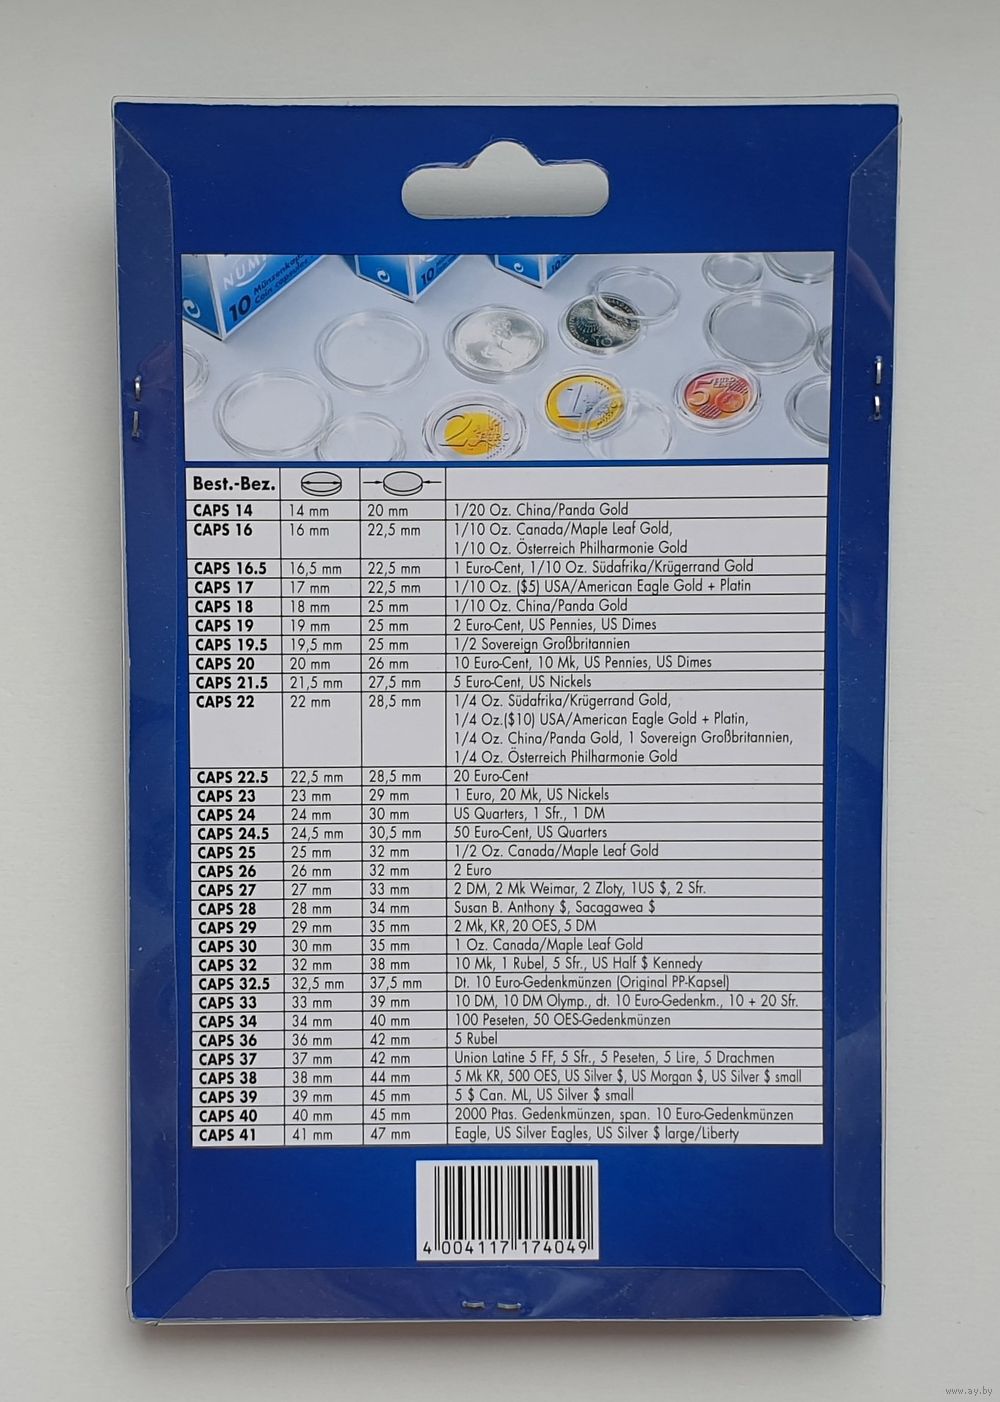 NUM
10 Münzenkap
Coin capsules
10
10
10
2 EURO
1
5
Best.-Bez.
CAPS 14 14 mm 20 mm 1/20 Oz. China/Panda Gold
CAPS 16 16 mm 22,5 mm 1/10 Oz. Canada/Maple Leaf Gold,
1/10 Oz. Österreich Philharmonie Gold
CAPS 16.5 16,5 mm 22,5 mm 1 Euro-Cent, 1/10 Oz. Südafrika/Krügerrand Gold
CAPS 17 17 mm 22,5 mm 1/10 Oz. ($5) USA/American Eagle Gold + Platin
CAPS 18 18 mm 25 mm 1/10 Oz. China/Panda Gold
CAPS 19 19 mm 25 mm 2 Euro-Cent, US Pennies, US Dimes
CAPS 19.5 19,5 mm 25 mm 1/2 Sovereign Großbritannien
CAPS 20 20 mm 26 mm 10 Euro-Cent, 10 Mk, US Pennies, US Dimes
CAPS 21.5 21,5 mm 27,5 mm 5 Euro-Cent, US Nickels
CAPS 22 22 mm 28,5 mm 1/4 Oz. Südafrika/Krügerrand Gold,
1/4 Oz.($10) USA/American Eagle Gold + Platin,
1/4 Oz. China/Panda Gold, 1 Sovereign Großbritannien,
1/4 Oz. Österreich Philharmonie Gold
CAPS 22.5 22,5 mm 28,5 mm 20 Euro-Cent
CAPS 23 23 mm 29 mm 1 Euro, 20 Mk, US Nickels
CAPS 24 24 mm 30 mm US Quarters, 1 Sfr., 1 DM
CAPS 24.5 24,5 mm 30,5 mm 50 Euro-Cent, US Quarters
CAPS 25 25 mm 32 mm 1/2 Oz. Canada/Maple Leaf Gold
CAPS 26 26 mm 32 mm 2 Euro
CAPS 27 27 mm 33 mm 2 DM, 2 Mk Weimar, 2 Zloty, 1US $, 2 Sfr.
CAPS 28 28 mm 34 mm Susan B. Anthony $, Sacagawea $
CAPS 29 29 mm 35 mm 2 Mk, KR, 20 OES, 5 DM
CAPS 30 30 mm 35 mm 1 Oz. Canada/Maple Leaf Gold
CAPS 32 32 mm 38 mm 10 Mk, 1 Rubel, 5 Sfr., US Half $ Kennedy
CAPS 32.5 32,5 mm 37,5 mm Dt. 10 Euro-Gedenkmünzen (Original PP-Kapsel)
CAPS 33 33 mm 39 mm 10 DM, 10 DM Olymp., dt. 10 Euro-Gedenkm., 10 + 20 Sfr.
CAPS 34 34 mm 40 mm 100 Peseten, 50 OES-Gedenkmünzen
CAPS 36 36 mm 42 mm 5 Rubel
CAPS 37 37 mm 42 mm Union Latine 5 FF, 5 Sfr., 5 Peseten, 5 Lire, 5 Drachmen
CAPS 38 38 mm 44 mm 5 Mk KR, 500 OES, US Silver $, US Morgan $, US Silver $ small
CAPS 39 39 mm 45 mm 5 $ Can. ML, US Silver $ small
CAPS 40 40 mm 45 mm 2000 Ptas. Gedenkmünzen, span. 10 Euro-Gedenkmünzen
CAPS 41 41 mm 47 mm Eagle, US Silver Eagles, US Silver $ large/Liberty
4 004117 174049
www.ay.by